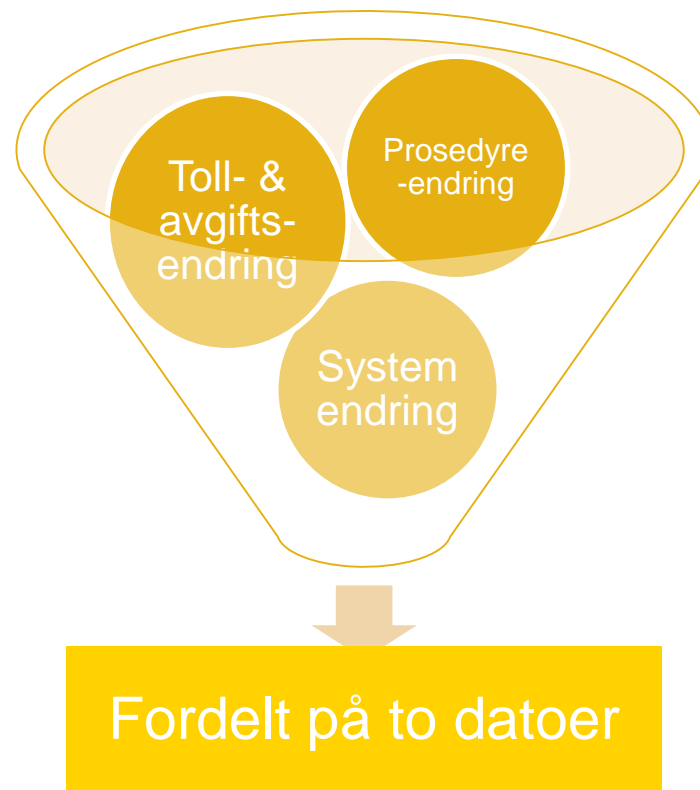 Toll- &
avgifts-
endring
Prosedyre
-endring
System
endring
Fordelt på to datoer